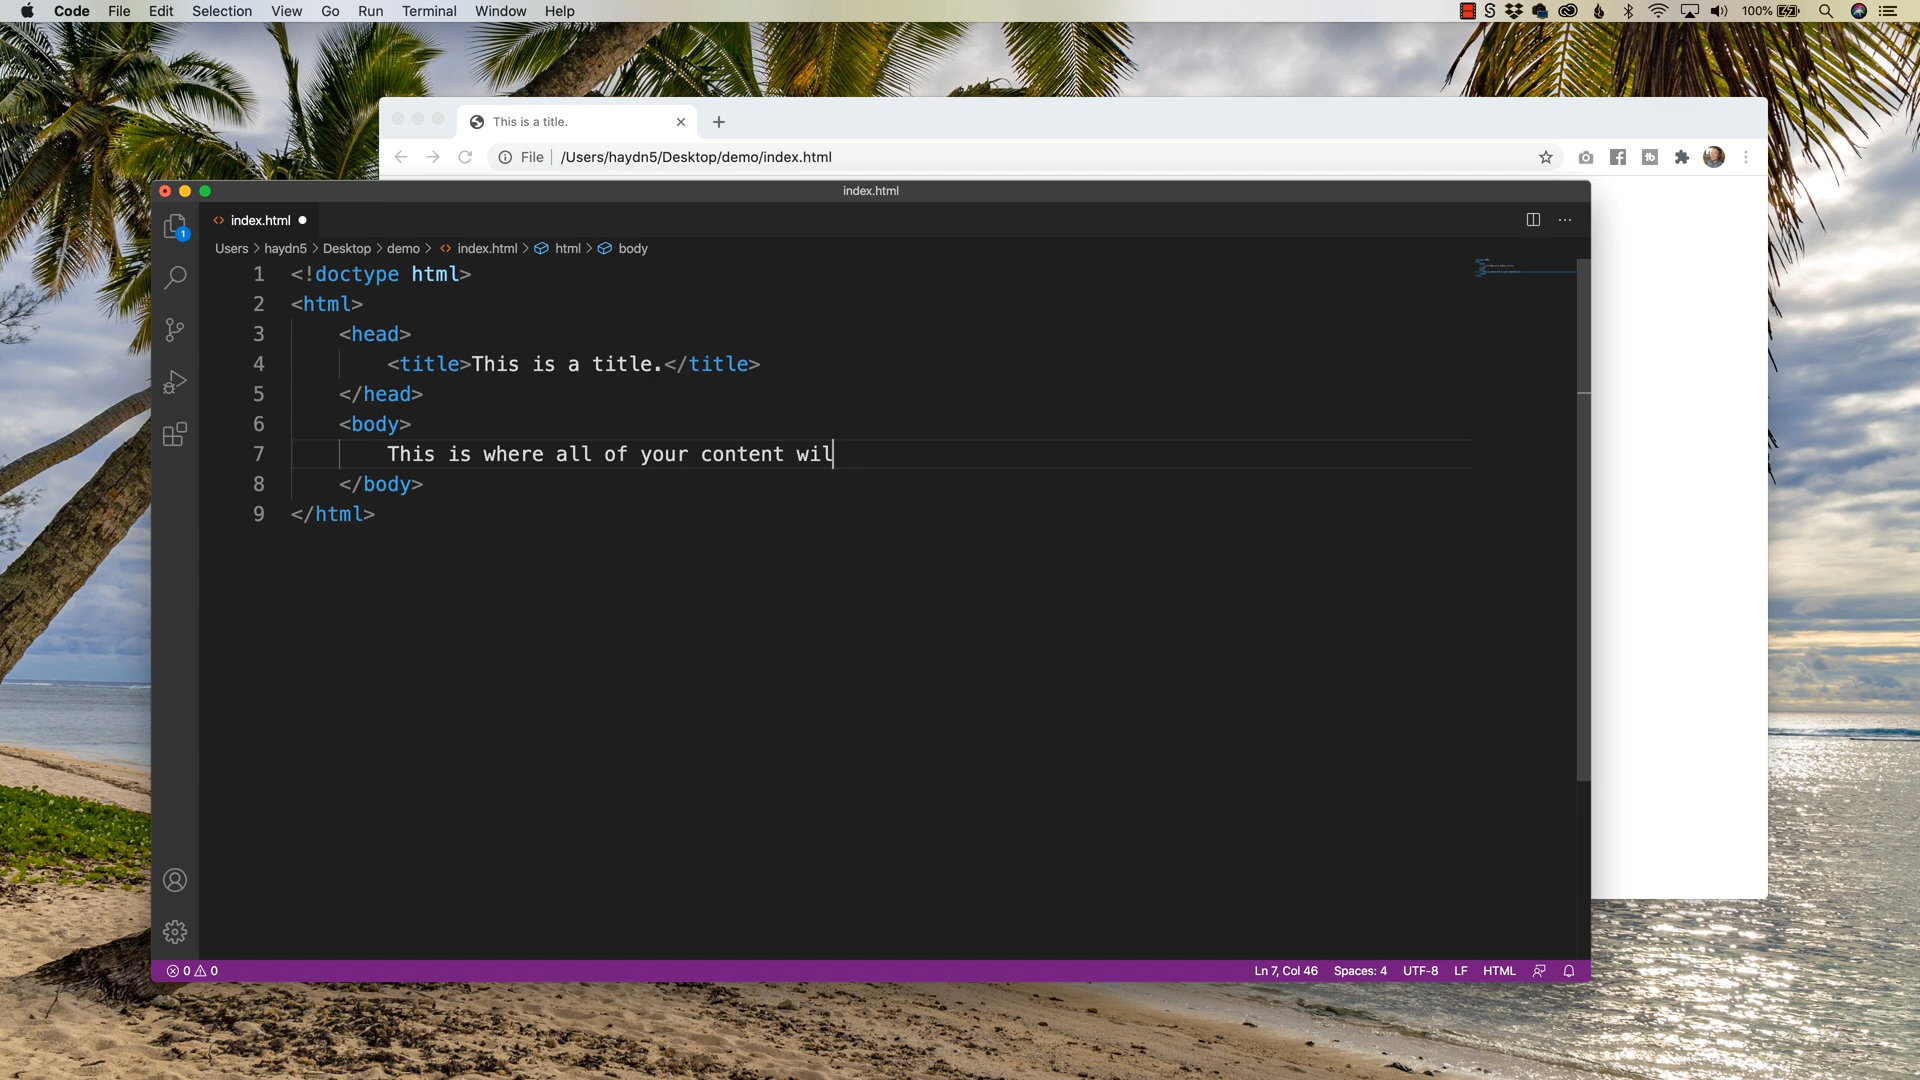 Code File Edit Selection View Go Run Terminal Window Help 100%
This is a title.
File /Users/haydn5/Desktop/demo/index.html
index.html
index.html
1
Users > haydn5 > Desktop > demo > index.html > html > body
1 <!doctype html>
2 <html>
3 <head>
4 <title>This is a title.</title>
5 </head>
6 <body>
7 This is where all of your content wil
8 </body>
9 </html>
0 0 Ln 7, Col 46 Spaces: 4 UTF-8 LF HTML